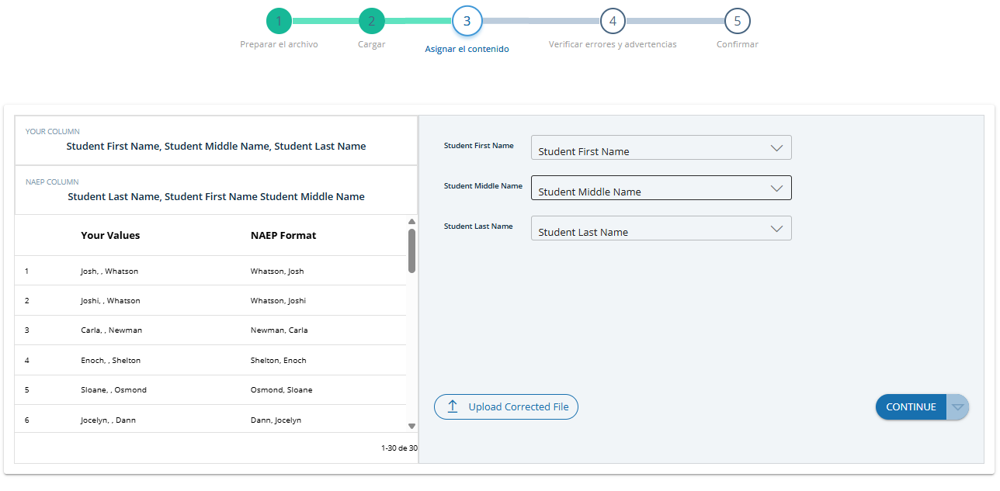 1 2 3 4 5
Preparar el archivo Cargar Asignar el contenido Verificar errores y advertencias Confirmar
YOUR COLUMN
Student First Name, Student Middle Name, Student Last Name
NAEP COLUMN
Student Last Name, Student First Name Student Middle Name
Your Values NAEP Format
1 Josh, , Whatson Whatson, Josh
2 Joshi, , Whatson Whatson, Joshi
3 Carla, , Newman Newman, Carla
4 Enoch, , Shelton Shelton, Enoch
5 Sloane, , Osmond Osmond, Sloane
6 Jocelyn, , Dann Dann, Jocelyn
1-30 de 30
Student First Name Student First Name
Student Middle Name Student Middle Name
Student Last Name Student Last Name
Upload Corrected File CONTINUE